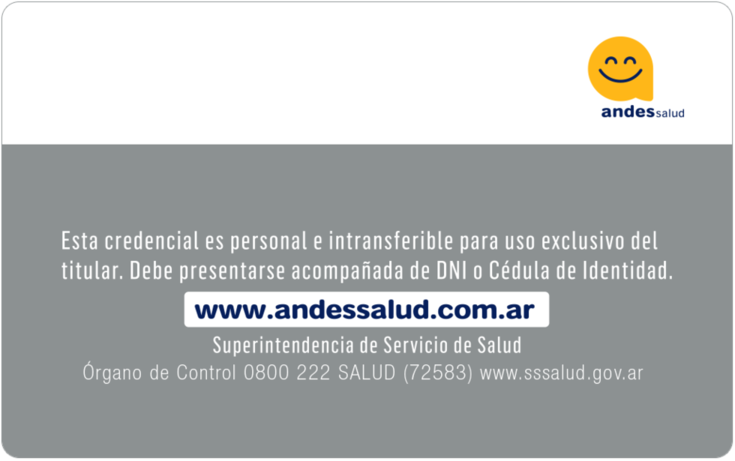 andessalud
Esta credencial es personal e intransferible para uso exclusivo del
titular. Debe presentarse acompañada de DNI o Cédula de Identidad.
www.andessalud.com.ar
Superintendencia de Servicio de Salud
Órgano de Control 0800 222 SALUD (72583) www.sssalud.gov.ar